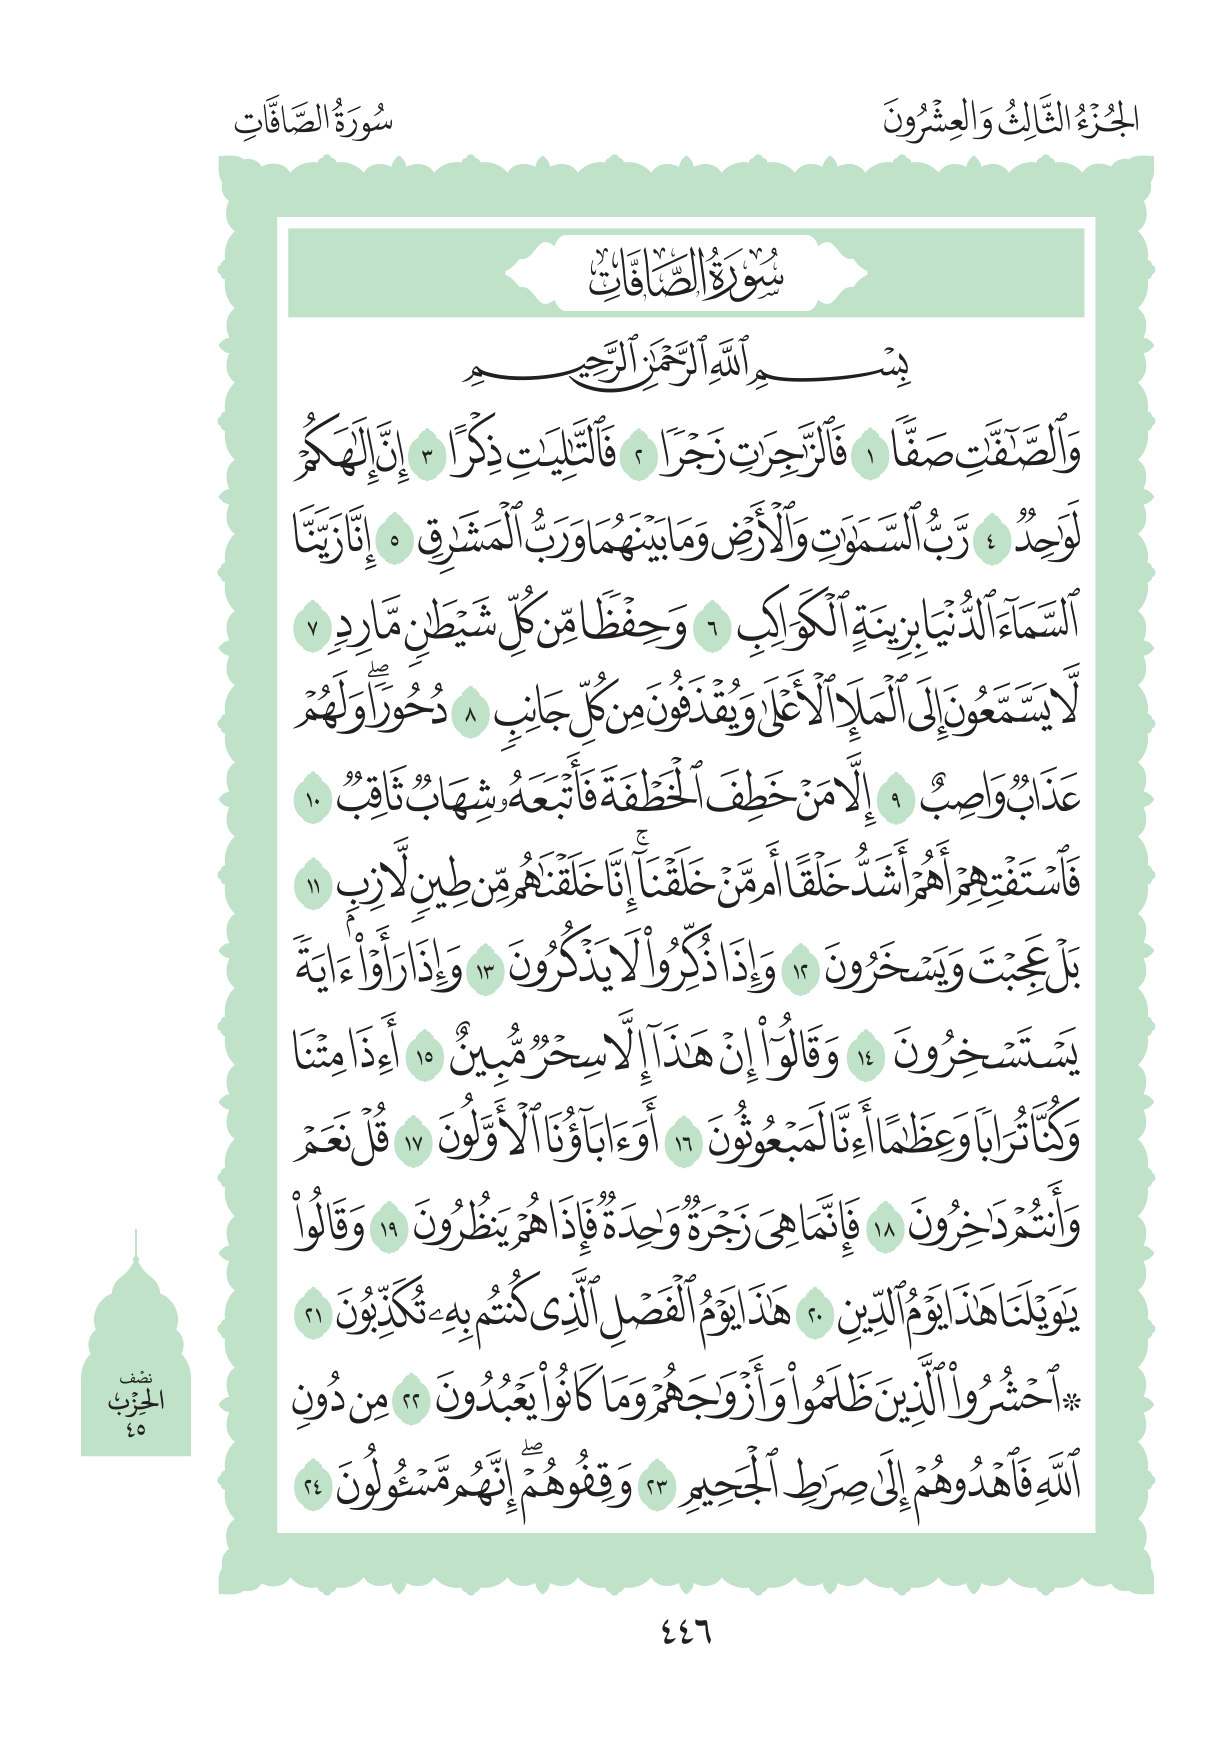 الجُزْءُ الثَّالِثُ وَالعِشْرُونَ
سُورَةُ الصَّافَّاتِ
سُورَةُ الصَّافَّاتِ
بِسْمِ ٱللَّهِ ٱلرَّحْمَٰنِ ٱلرَّحِيمِ
وَٱلصَّٰٓفَّٰتِ صَفّٗا ١ فَٱلزَّٰجِرَٰتِ زَجۡرٗا ٢ فَٱلتَّٰلِيَٰتِ ذِكۡرًا ٣ إِنَّ إِلَٰهَكُمۡ
لَوَٰحِدٞ ٤ رَّبُّ ٱلسَّمَٰوَٰتِ وَٱلۡأَرۡضِ وَمَا بَيۡنَهُمَا وَرَبُّ ٱلۡمَشَٰرِقِ ٥ إِنَّا زَيَّنَّا
ٱلسَّمَآءَ ٱلدُّنۡيَا بِزِينَةٍ ٱلۡكَوَاكِبِ ٦ وَحِفۡظٗا مِّن كُلِّ شَيۡطَٰنٖ مَّارِدٖ ٧
لَّا يَسَّمَّعُونَ إِلَى ٱلۡمَلَإِ ٱلۡأَعۡلَىٰ وَيُقۡذَفُونَ مِن كُلِّ جَانِبٖ ٨ دُحُورٗاۖ وَلَهُمۡ
عَذَابٞ وَاصِبٌ ٩ إِلَّا مَنۡ خَطِفَ ٱلۡخَطۡفَةَ فَأَتۡبَعَهُۥ شِهَابٞ ثَاقِبٞ ١٠
فَٱسۡتَفۡتِهِمۡ أَهُمۡ أَشَدُّ خَلۡقًا أَم مَّنۡ خَلَقۡنَآۚ إِنَّا خَلَقۡنَٰهُم مِّن طِينٖ لَّازِبِۭ ١١
بَلۡ عَجِبۡتَ وَيَسۡخَرُونَ ١٢ وَإِذَا ذُكِّرُواْ لَا يَذۡكُرُونَ ١٣ وَإِذَا رَأَوۡاْ ءَايَةٗ
يَسۡتَسۡخِرُونَ ١٤ وَقَالُوٓاْ إِنۡ هَٰذَآ إِلَّا سِحۡرٞ مُّبِينٌ ١٥ أَءِذَا مِتۡنَا
وَكُنَّا تُرَابٗا وَعِظَٰمًا أَءِنَّا لَمَبۡعُوثُونَ ١٦ أَوَءَابَآؤُنَا ٱلۡأَوَّلُونَ ١٧ قُلۡ نَعَمۡ
وَأَنتُمۡ دَٰخِرُونَ ١٨ فَإِنَّمَا هِيَ زَجۡرَةٞ وَٰحِدَةٞ فَإِذَا هُمۡ يَنظُرُونَ ١٩ وَقَالُواْ
يَٰوَيۡلَنَا هَٰذَا يَوۡمُ ٱلدِّينِ ٢٠ هَٰذَا يَوۡمُ ٱلۡفَصۡلِ ٱلَّذِي كُنتُم بِهِۦ تُكَذِّبُونَ ٢١
۞ ٱحۡشُرُواْ ٱلَّذِينَ ظَلَمُواْ وَأَزۡوَٰجَهُمۡ وَمَا كَانُواْ يَعۡبُدُونَ ٢٢ مِن دُونِ
ٱللَّهِ فَٱهۡدُوهُمۡ إِلَىٰ صِرَٰطِ ٱلۡجَحِيمِ ٢٣ وَقِفُوهُمۡۖ إِنَّهُم مَّسۡـُٔولُونَ ٢٤
نصف
الحزب
٤٥
٤٤٦